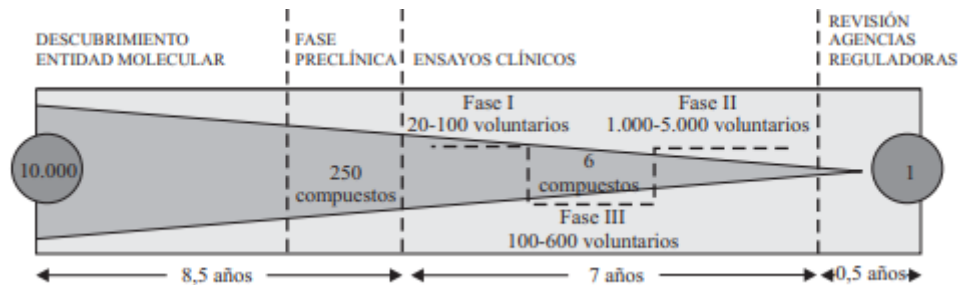 DESCUBRIMIENTO
ENTIDAD MOLECULAR
FASE
PRECLÍNICA
ENSAYOS CLÍNICOS
REVISIÓN
AGENCIAS
REGULADORAS
Fase I
20-100 voluntarios
Fase II
1.000-5.000 voluntarios
10.000
250
compuestos
6
compuestos
1
Fase III
100-600 voluntarios
8,5 años
7 años
0,5 años